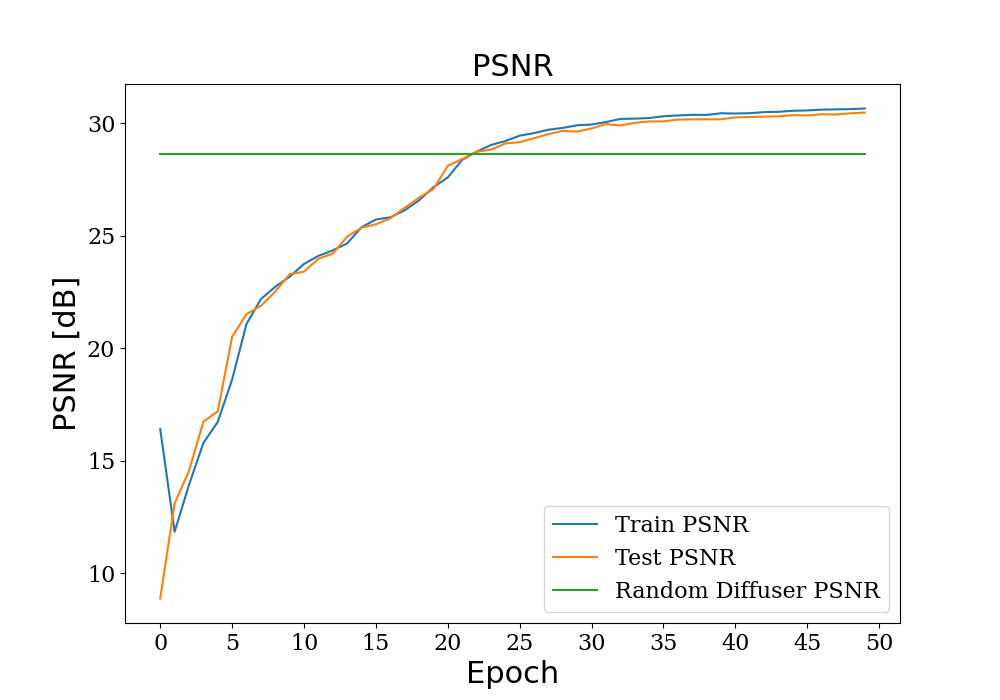 PSNR
PSNR [dB]
30
25
20
15
10
Train PSNR
Test PSNR
Random Diffuser PSNR
0 5 10 15 20 25 30 35 40 45 50
Epoch